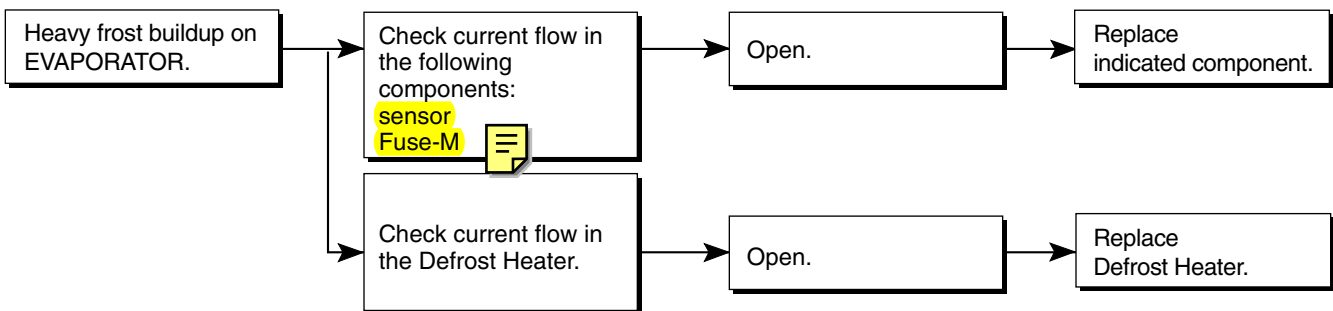 Heavy frost buildup on
EVAPORATOR.
Check current flow in
the following
components:
sensor
Fuse-M
Open.
Replace
indicated component.
Check current flow in
the Defrost Heater.
Open.
Replace
Defrost Heater.